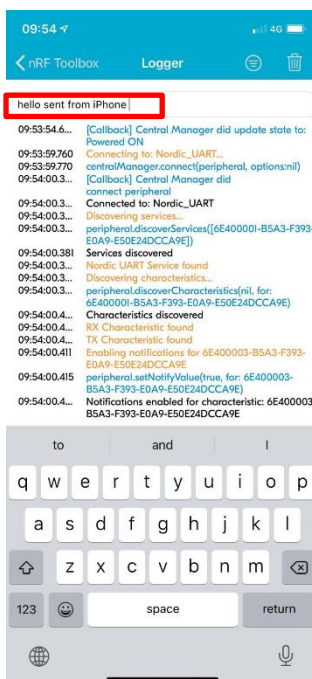 09:54
4G
nRF Toolbox
Logger
hello sent from iPhone
09:53:54.6... [Callback] Central Manager did update state to:
Powered ON
09:53:59.760 Connecting to: Nordic_UART...
09:53:59.770 centralManager.connect(peripheral, options:nil)
09:54:00.3... [Callback] Central Manager did
connect peripheral
09:54:00.3... Connected to: Nordic_UART
09:54:00.3... Discovering services...
09:54:00.3... peripheral.discoverServices([6E400001-B5A3-F393-
E0A9-E50E24DCCA9E])
09:54:00.381 Services discovered
09:54:00.3... Nordic UART Service found
09:54:00.3... Discovering characteristics...
09:54:00.3... peripheral.discoverCharacteristics(nil, for:
6E400001-B5A3-F393-E0A9-E50E24DCCA9E)
09:54:00.4... Characteristics discovered
09:54:00.4... RX Characteristic found
09:54:00.4... TX Characteristic found
09:54:00.411 Enabling notifications for 6E400003-B5A3-F393-
E0A9-E50E24DCCA9E
09:54:00.415 peripheral.setNotifyValue(true, for: 6E400003-
B5A3-F393-E0A9-E50E24DCCA9E)
09:54:00.4... Notifications enabled for characteristic: 6E400003
B5A3-F393-E0A9-E50E24DCCA9E
to and I
q w e r t y u i o p
a s d f g h j k l
z x c v b n m
123 space return